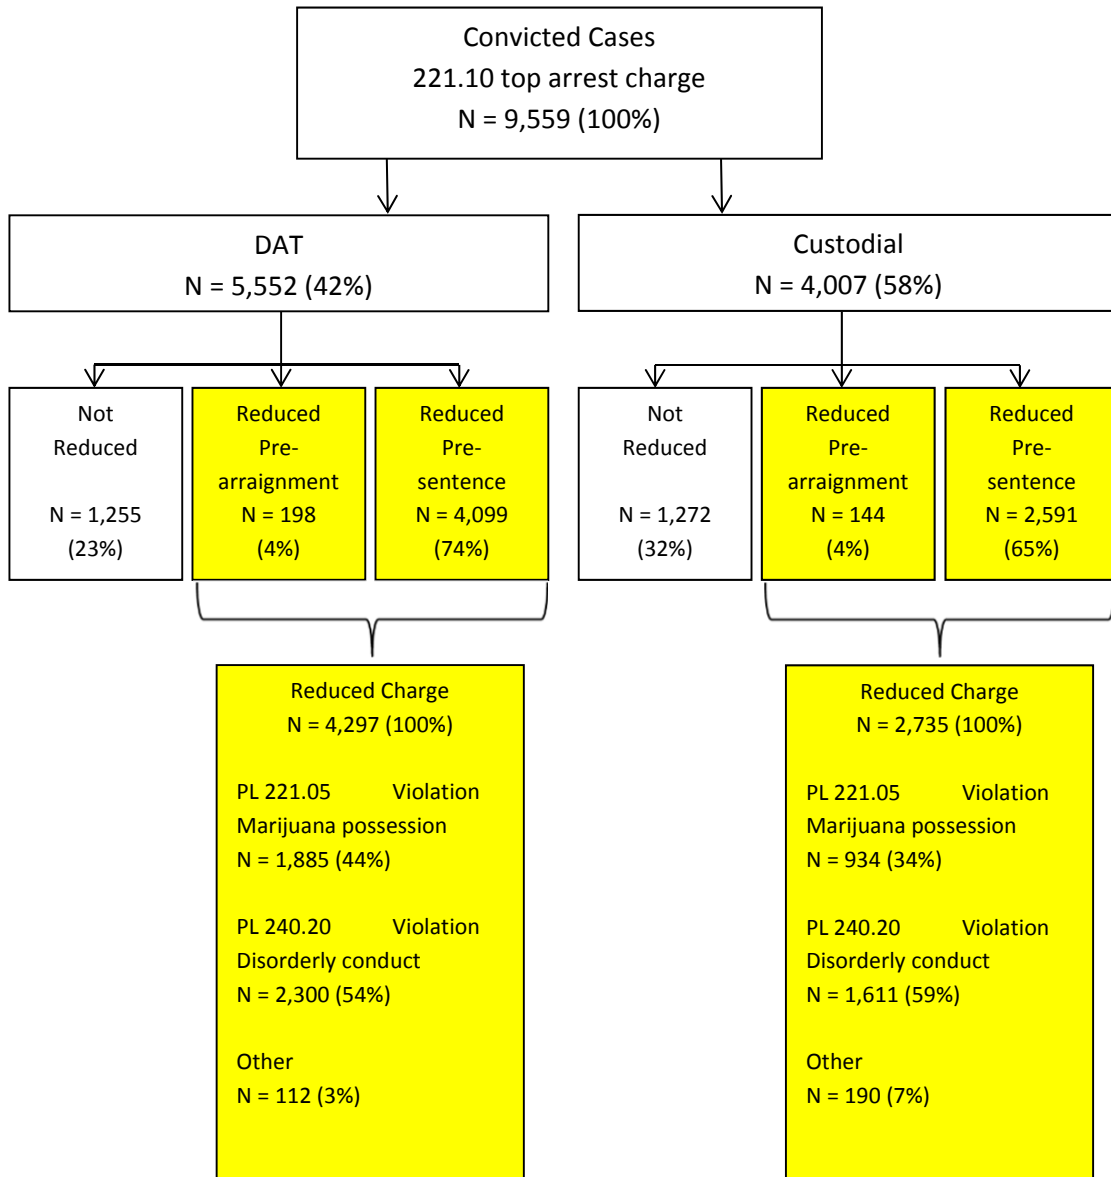 Convicted Cases
221.10 top arrest charge
N = 9,559 (100%)
DAT
N = 5,552 (42%)
Custodial
N = 4,007 (58%)
Not
Reduced
N = 1,255
(23%)
Reduced
Pre-
arraignment
N = 198
(4%)
Reduced
Pre-
sentence
N = 4,099
(74%)
Not
Reduced
N = 1,272
(32%)
Reduced
Pre-
arraignment
N = 144
(4%)
Reduced
Pre-
sentence
N = 2,591
(65%)
Reduced Charge
N = 4,297 (100%)
PL 221.05 Violation
Marijuana possession
N = 1,885 (44%)
PL 240.20 Violation
Disorderly conduct
N = 2,300 (54%)
Other
N = 112 (3%)
Reduced Charge
N = 2,735 (100%)
PL 221.05 Violation
Marijuana possession
N = 934 (34%)
PL 240.20 Violation
Disorderly conduct
N = 1,611 (59%)
Other
N = 190 (7%)